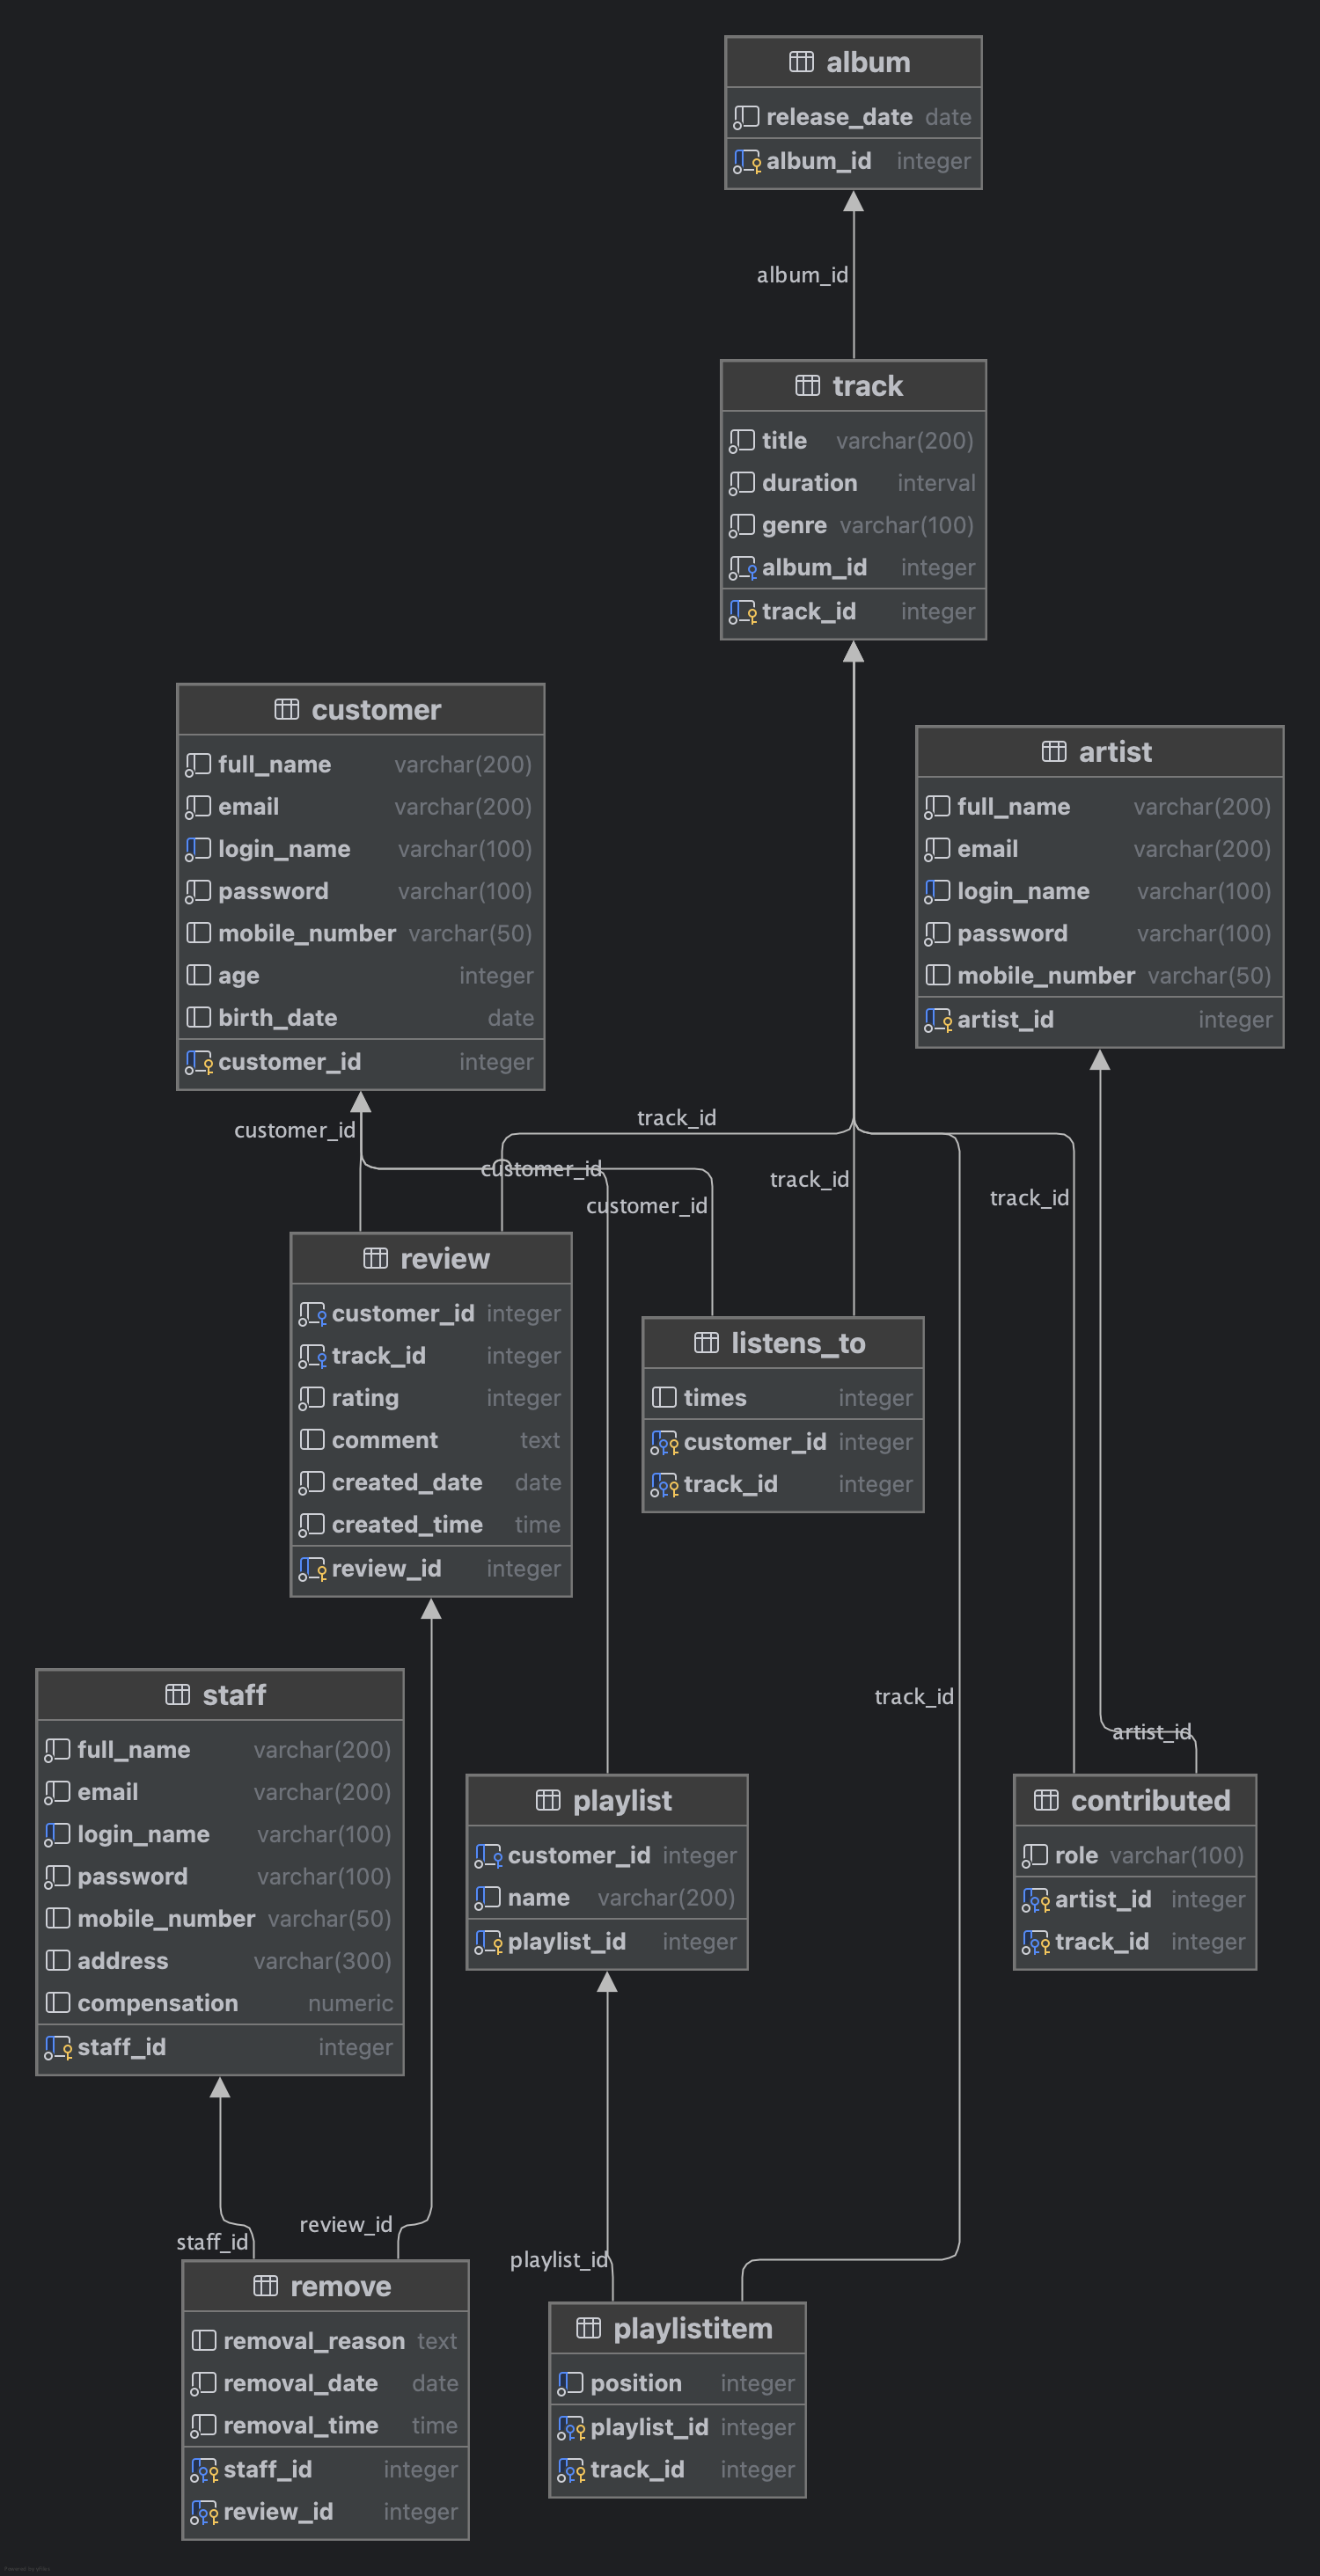 album
release_date date
album_id integer
album_id
track
title varchar(200)
duration interval
genre varchar(100)
album_id integer
track_id integer
customer
full_name varchar(200)
email varchar(200)
login_name varchar(100)
password varchar(100)
mobile_number varchar(50)
age integer
birth_date date
customer_id integer
artist
full_name varchar(200)
email varchar(200)
login_name varchar(100)
password varchar(100)
mobile_number varchar(50)
artist_id integer
customer_id
track_id
customer_id
track_id
customer_id
track_id
review
customer_id integer
track_id integer
rating integer
comment text
created_date date
created_time time
review_id integer
listens_to
times integer
customer_id integer
track_id integer
staff
full_name varchar(200)
email varchar(200)
login_name varchar(100)
password varchar(100)
mobile_number varchar(50)
address varchar(300)
compensation numeric
staff_id integer
track_id
artist_id
playlist
customer_id integer
name varchar(200)
playlist_id integer
contributed
role varchar(100)
artist_id integer
track_id integer
staff_id
review_id
playlist_id
remove
removal_reason text
removal_date date
removal_time time
staff_id integer
review_id integer
playlistitem
position integer
playlist_id integer
track_id integer
Powered by yFiles